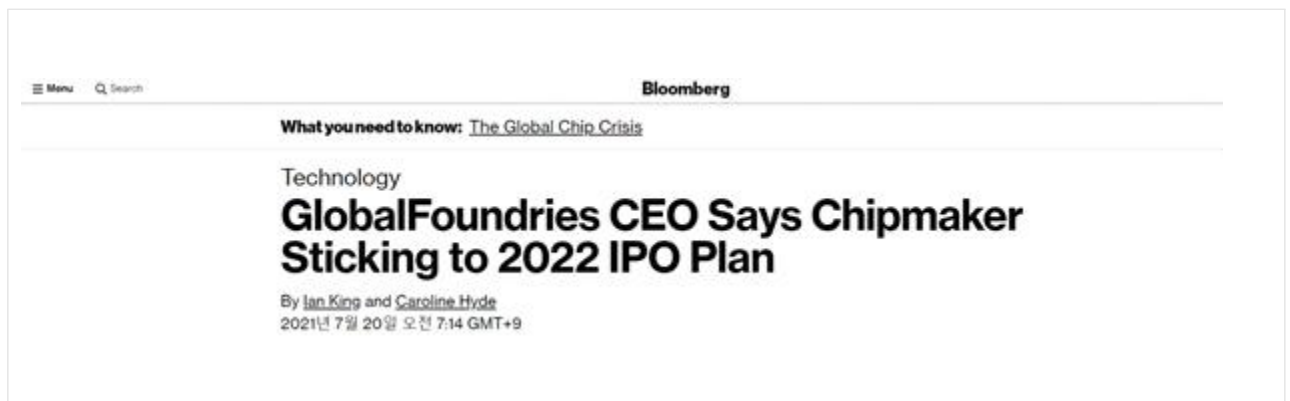 Menu Search Bloomberg
What you need to know: The Global Chip Crisis
Technology
GlobalFoundries CEO Says Chipmaker
Sticking to 2022 IPO Plan
By Ian King and Caroline Hyde
2021년 7월 20일 오전 7:14 GMT+9